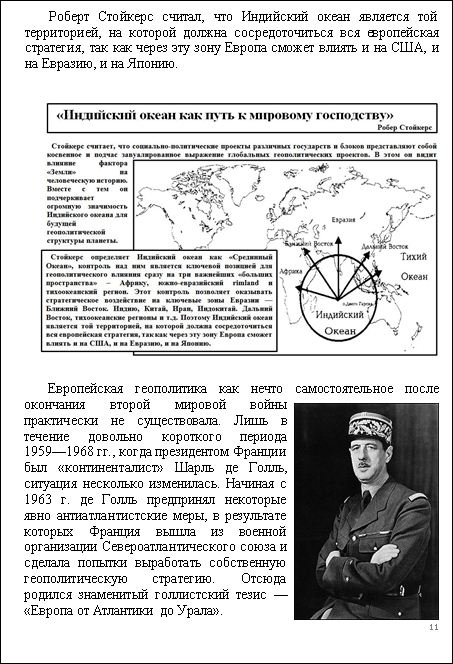 Роберт Стойкерс считал, что Индийский океан является той
территорией, на которой должна сосредоточиться вся европейская
стратегия, так как через эту зону Европа сможет влиять и на США, и
на Евразию, и на Японию.
«Индийский океан как путь к мировому господству»
Робер Стойкерс
Стойкерс считает, что социально-политические проекты различных государств и блоков представляют собой
косвенное и подчас завуалированное выражение глобальных геополитических проектов. В этом он видит
влияние фактора
«Земли» на
человеческую историю.
Вместе с тем он
подчеркивает
огромную значимость
Индийского океана для
будущей
геополитической
структуры планеты.
Стойкерс определяет Индийский океан как «Срединный
Океан», контроль над ним является ключевой позицией для
геополитического влияния сразу на три важнейших «больших
пространства» – Африку, южно-евразийский rimland и
тихоокеанский регион. Этот контроль позволяет оказывать
стратегическое воздействие на ключевые зоны Евразии —
Ближний Восток. Индию, Китай, Иран, Индокитай. Дальний
Восток, тихоокеанские регионы и т.д. Поэтому Индийский океан
является той территорией, на которой должна сосредоточиться
вся европейская стратегия, так как через эту зону Европа сможет
влиять и на США, и на Евразию, и на Японию.
Евразия
Ближний Восток
Дальний
Восток
Тихий
Океан
Африка
о.Диего Гарсия
Индийский
Океан
Европейская геополитика как нечто самостоятельное после
окончания второй мировой войны
практически не существовала. Лишь в
течение довольно короткого периода
1959—1968 гг., когда президентом Франции
был «континенталист» Шарль де Голль,
ситуация несколько изменилась. Начиная с
1963 г. де Голль предпринял некоторые
явно антиатлантистские меры, в результате
которых Франция вышла из военной
организации Североатлантического союза и
сделала попытки выработать собственную
геополитическую стратегию. Отсюда
родился знаменитый голлистский тезис —
«Европа от Атлантики до Урала».
11